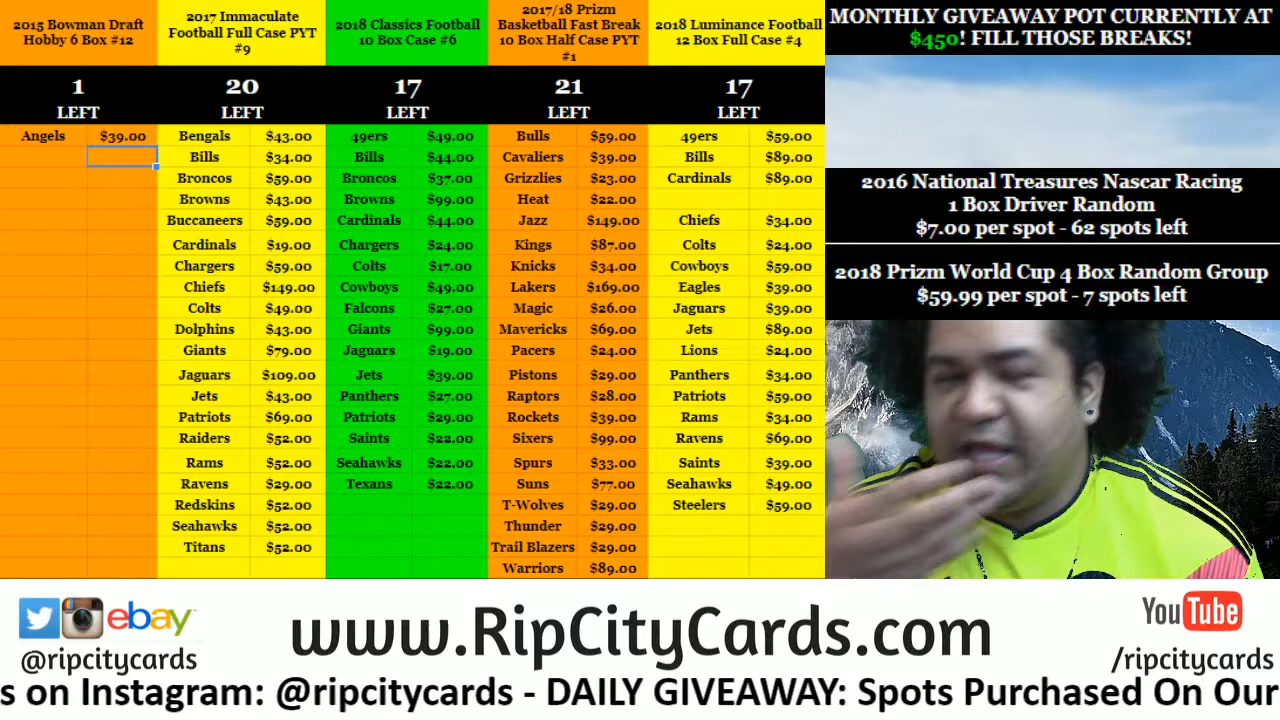 2015 Bowman Draft
Hobby 6 Box #12
1
LEFT
Angels $39.00
2017 Immaculate
Football Full Case PYT
#9
20
LEFT
Bengals $43.00
Bills $34.00
Broncos $59.00
Browns $43.00
Buccaneers $59.00
Cardinals $19.00
Chargers $59.00
Chiefs $149.00
Colts $49.00
Dolphins $43.00
Giants $79.00
Jaguars $109.00
Jets $43.00
Patriots $69.00
Raiders $52.00
Rams $52.00
Ravens $29.00
Redskins $52.00
Seahawks $52.00
Titans $52.00
2018 Classics Football
10 Box Case #6
17
LEFT
49ers $49.00
Bills $44.00
Broncos $37.00
Browns $99.00
Cardinals $44.00
Chargers $24.00
Colts $17.00
Cowboys $49.00
Falcons $27.00
Giants $99.00
Jaguars $19.00
Jets $39.00
Panthers $27.00
Patriots $29.00
Saints $22.00
Seahawks $22.00
Texans $22.00
2017/18 Prizm
Basketball Fast Break
10 Box Half Case PYT
#1
21
LEFT
Bulls $59.00
Cavaliers $39.00
Grizzlies $23.00
Heat $22.00
Jazz $149.00
Kings $87.00
Knicks $34.00
Lakers $169.00
Magic $26.00
Mavericks $69.00
Pacers $24.00
Pistons $29.00
Raptors $28.00
Rockets $39.00
Sixers $99.00
Spurs $33.00
Suns $77.00
T-Wolves $29.00
Thunder $29.00
Trail Blazers $29.00
Warriors $89.00
2018 Luminance Football
12 Box Full Case #4
17
LEFT
49ers $59.00
Bills $89.00
Cardinals $89.00
Chiefs $34.00
Colts $24.00
Cowboys $59.00
Eagles $39.00
Jaguars $39.00
Jets $89.00
Lions $24.00
Panthers $34.00
Patriots $59.00
Rams $34.00
Ravens $69.00
Saints $39.00
Seahawks $49.00
Steelers $59.00
MONTHLY GIVEAWAY POT CURRENTLY AT
$450! FILL THOSE BREAKS!
2016 National Treasures Nascar Racing
1 Box Driver Random
$7.00 per spot - 62 spots left
2018 Prizm World Cup 4 Box Random Group
$59.99 per spot - 7 spots left
ebay
@ripcitycards
www.RipCityCards.com
YouTube
/ripcitycards
s on Instagram: @ripcitycards - DAILY GIVEAWAY: Spots Purchased On Our